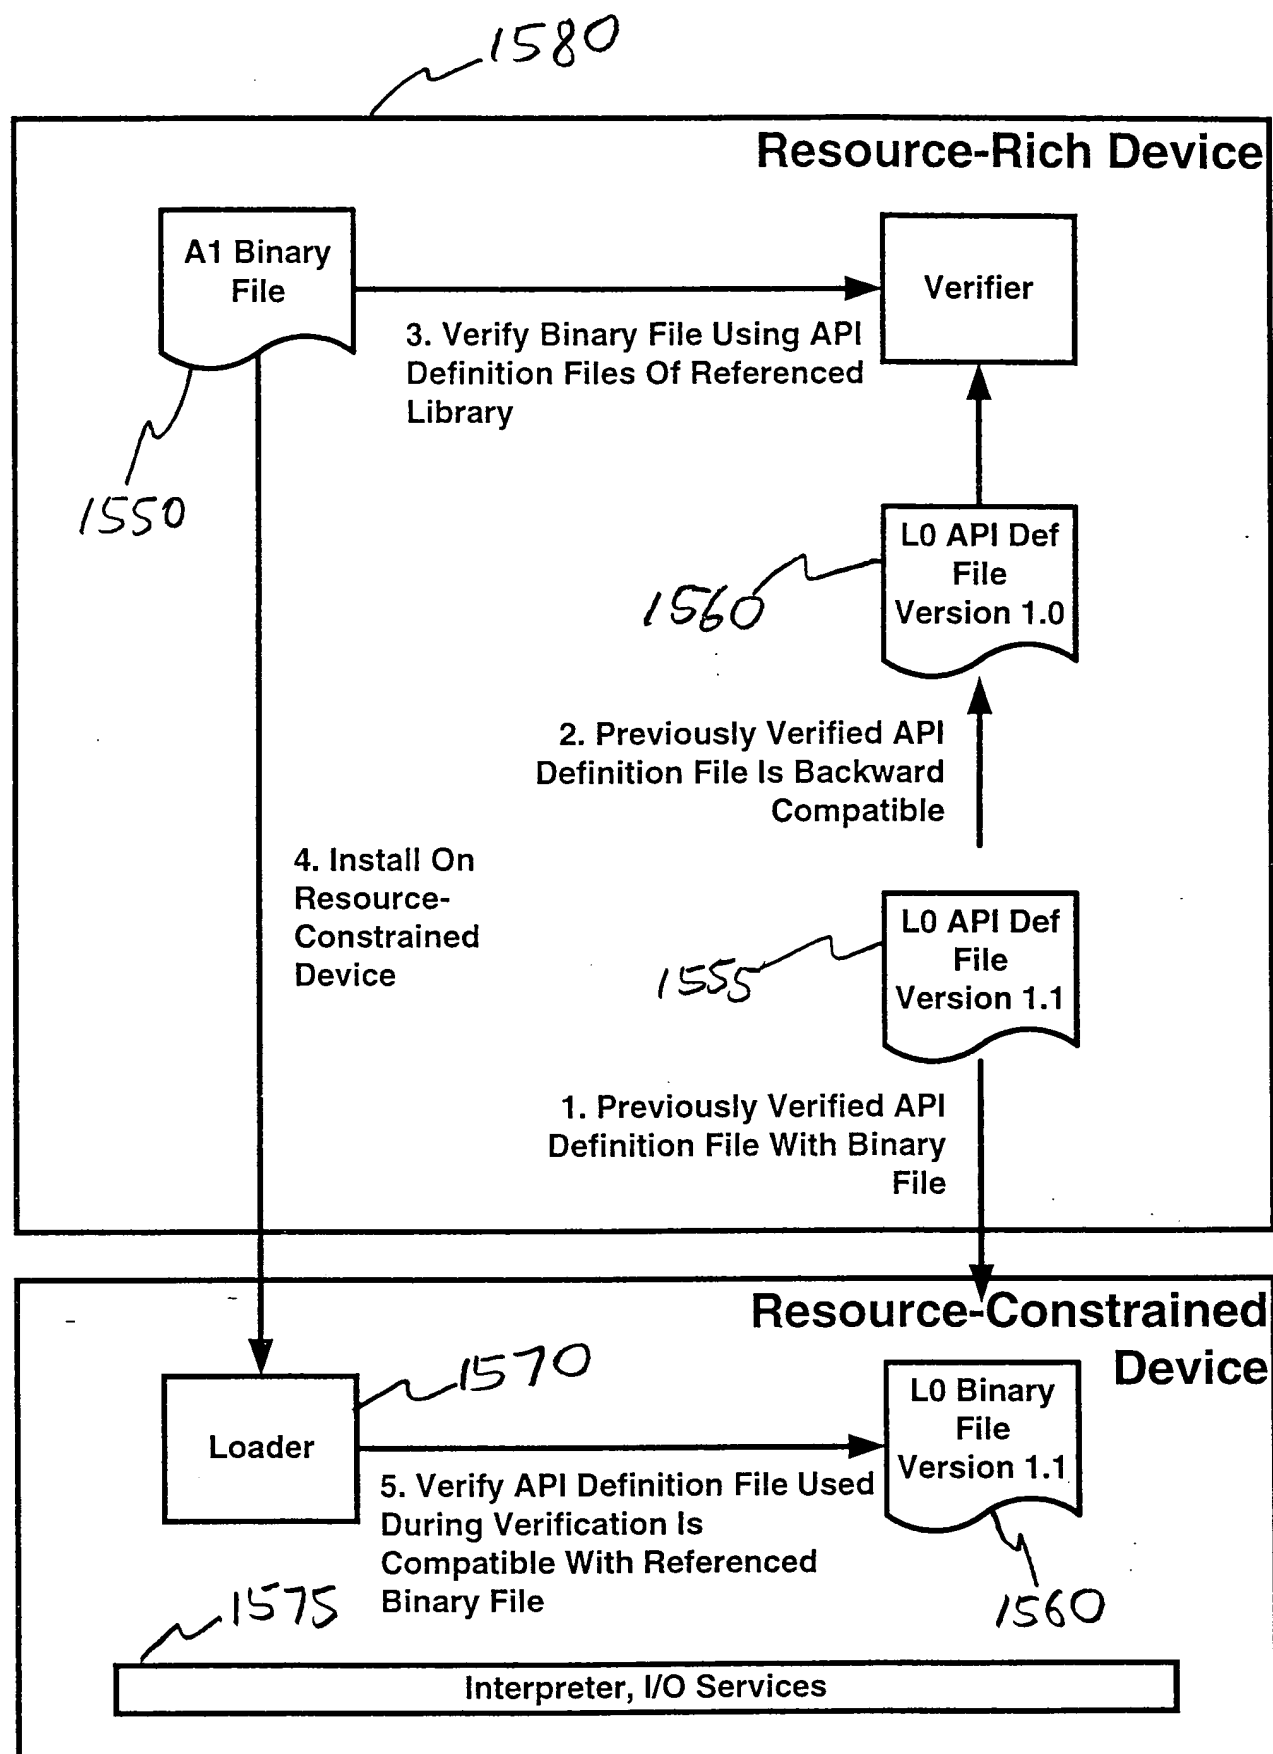 1580
Resource-Rich Device
A1 Binary
File
Verifier
3. Verify Binary File Using API
Definition Files Of Referenced
Library
1550
L0 API Def
File
Version 1.0
1560
2. Previously Verified API
Definition File Is Backward
Compatible
4. Install On
Resource-
Constrained
Device
L0 API Def
File
Version 1.1
1555
1. Previously Verified API
Definition File With Binary
File
Resource-Constrained
Device
1570
Loader
L0 Binary
File
Version 1.1
5. Verify API Definition File Used
During Verification Is
Compatible With Referenced
Binary File
1575
1560
Interpreter, I/O Services